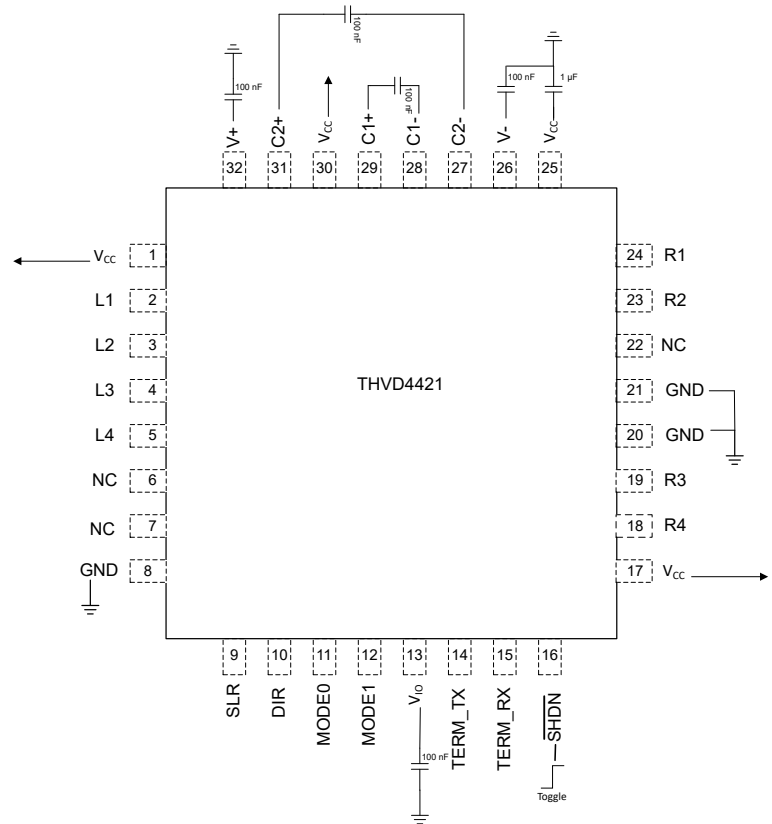 100 nF
100 nF
100 nF
100 nF
1 µF
V+
C2+
VCC
C1+
C1-
C2-
V-
VCC
32
31
30
29
28
27
26
25
VCC 1
L1 2
L2 3
L3 4
L4 5
NC 6
NC 7
GND 8
THVD4421
24 R1
23 R2
22 NC
21 GND
20 GND
19 R3
18 R4
17 VCC
9
10
11
12
13
14
15
16
SLR
DIR
MODE0
MODE1
VIO
TERM_TX
TERM_RX
SHDN
100 nF
Toggle